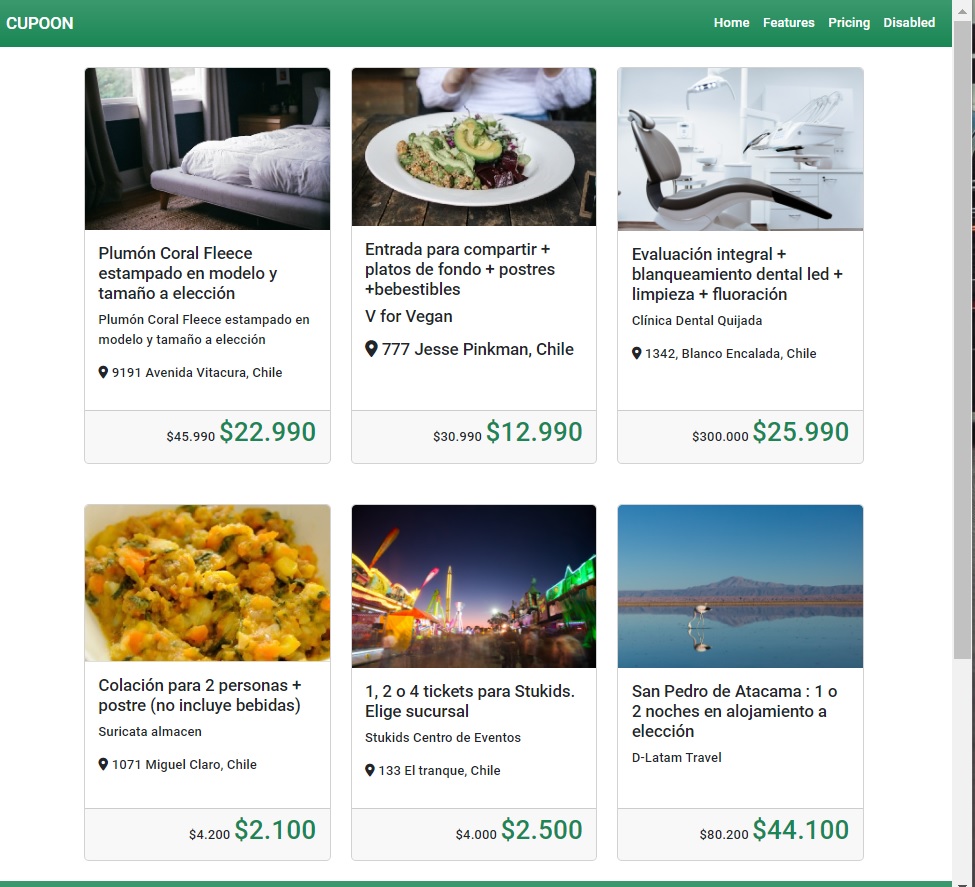 CUPOON
Home Features Pricing Disabled
Plumón Coral Fleece
estampado en modelo y
tamaño a elección
Plumón Coral Fleece estampado en
modelo y tamaño a elección
9191 Avenida Vitacura, Chile
$45.990 $22.990
Entrada para compartir +
platos de fondo + postres
+bebestibles
V for Vegan
777 Jesse Pinkman, Chile
$30.990 $12.990
Evaluación integral +
blanqueamiento dental led +
limpieza + fluoración
Clínica Dental Quijada
1342, Blanco Encalada, Chile
$300.000 $25.990
Colación para 2 personas +
postre (no incluye bebidas)
Suricata almacen
1071 Miguel Claro, Chile
$4.200 $2.100
1, 2 o 4 tickets para Stukids.
Elige sucursal
Stukids Centro de Eventos
133 El tranque, Chile
$4.000 $2.500
San Pedro de Atacama : 1 o
2 noches en alojamiento a
elección
D-Latam Travel
$80.200 $44.100